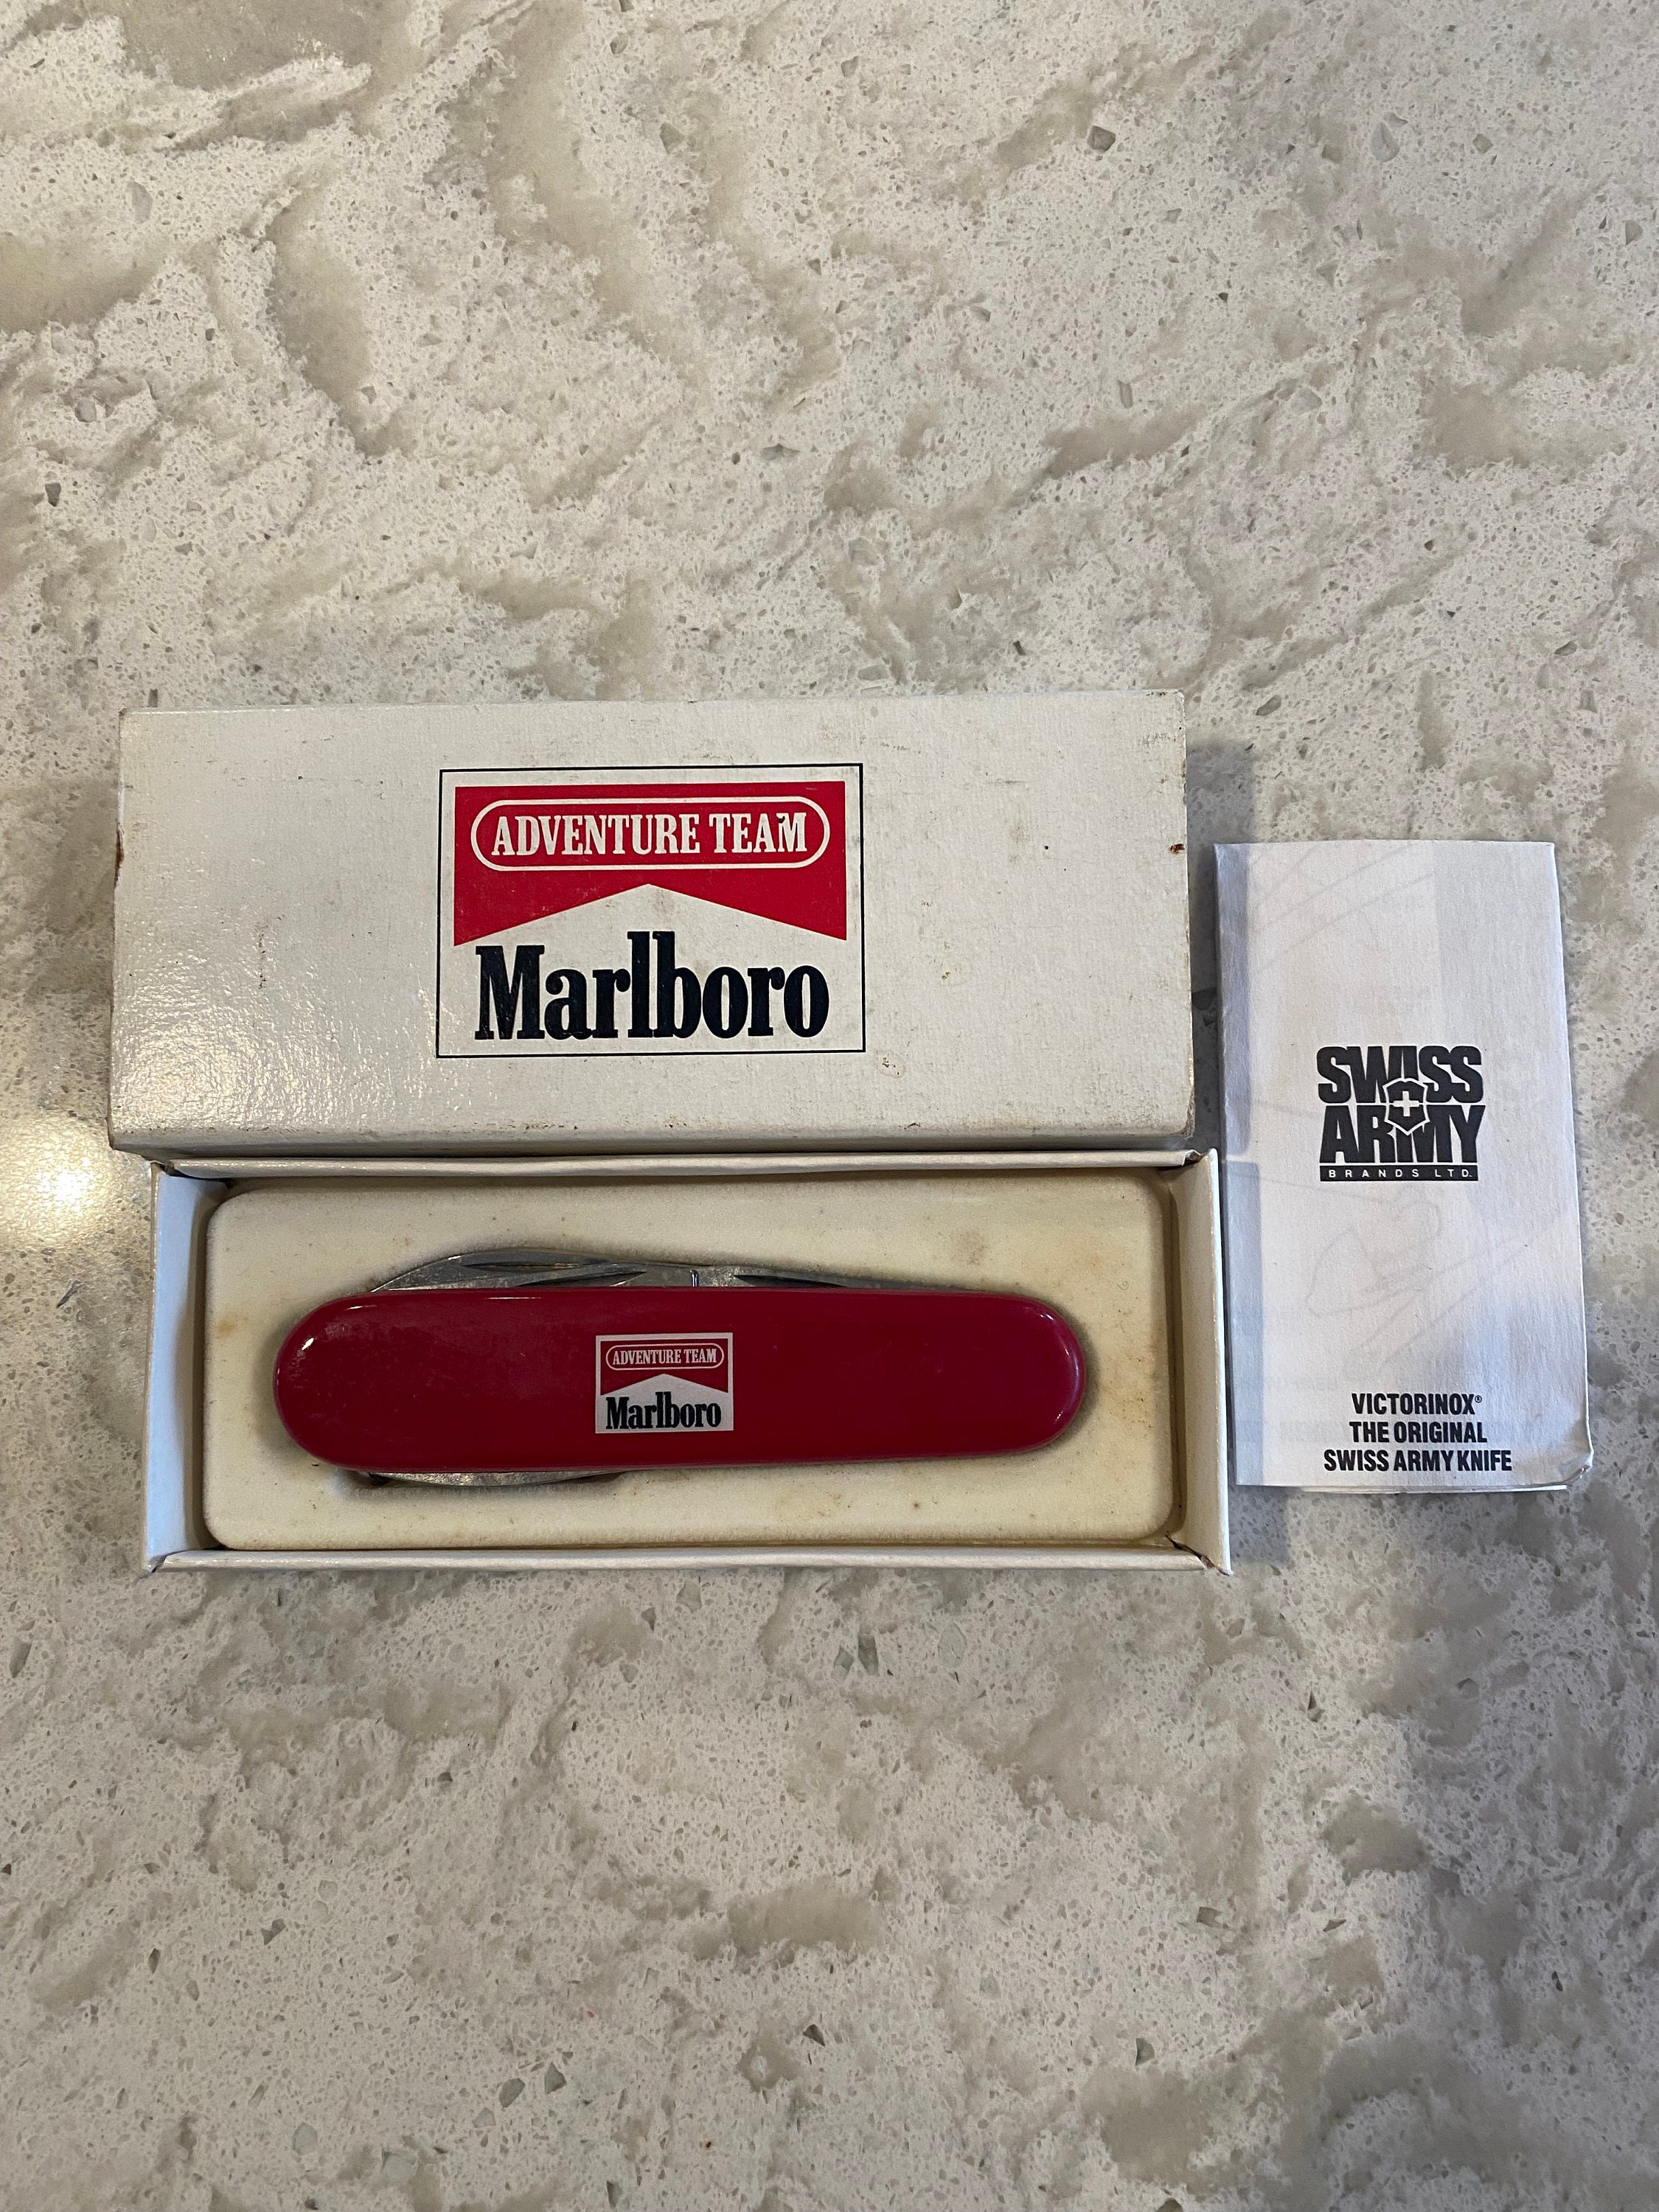 ADVENTURE TEAM
Marlboro
SWISS
ARMY
BRANDS LTD.
ADVENTURE TEAM
Marlboro
VICTORINOX®
THE ORIGINAL
SWISS ARMY KNIFE